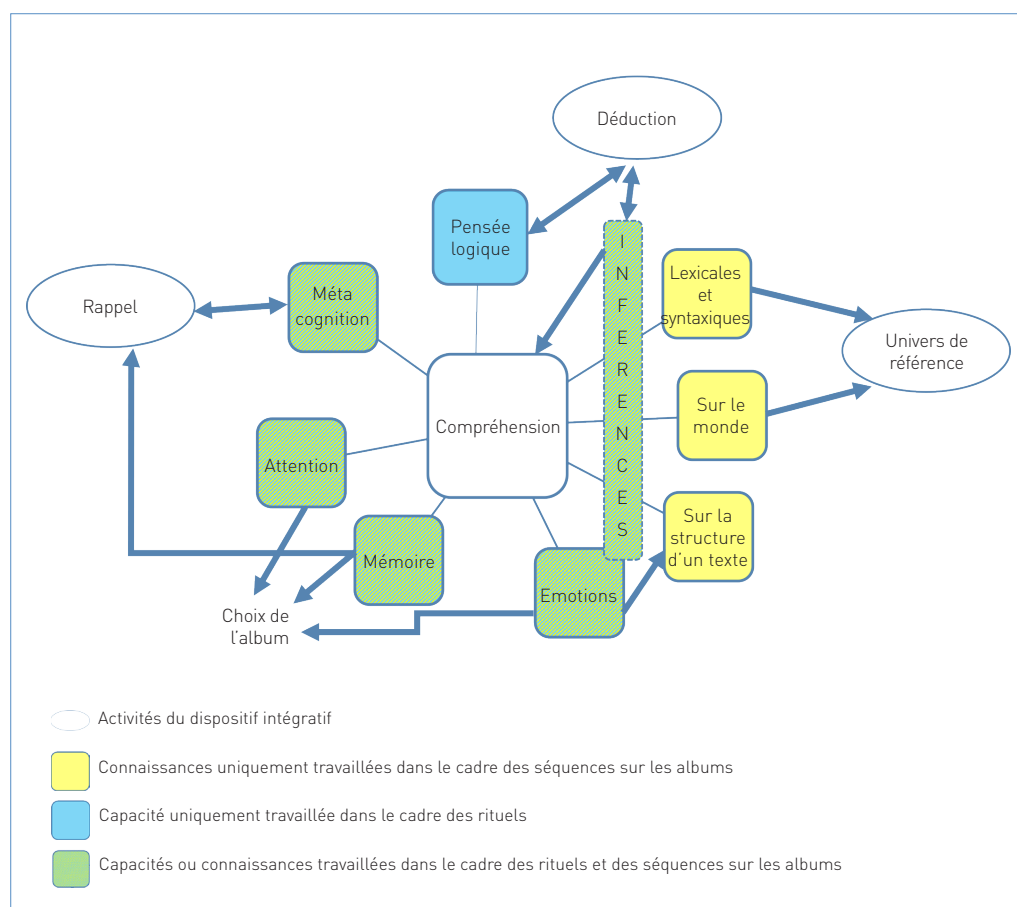 Déduction
Pensée
logique
I
N
F
E
R
E
N
C
E
S
Lexicales
et
syntaxiques
Méta
cognition
Rappel
Univers de
référence
Compréhension
Sur le
monde
Attention
Sur la
structure
d'un texte
Mémoire
Emotions
Choix de
l'album
Activités du dispositif intégratif
Connaissances uniquement travaillées dans le cadre des séquences sur les albums
Capacité uniquement travaillée dans le cadre des rituels
Capacités ou connaissances travaillées dans le cadre des rituels et des séquences sur les albums